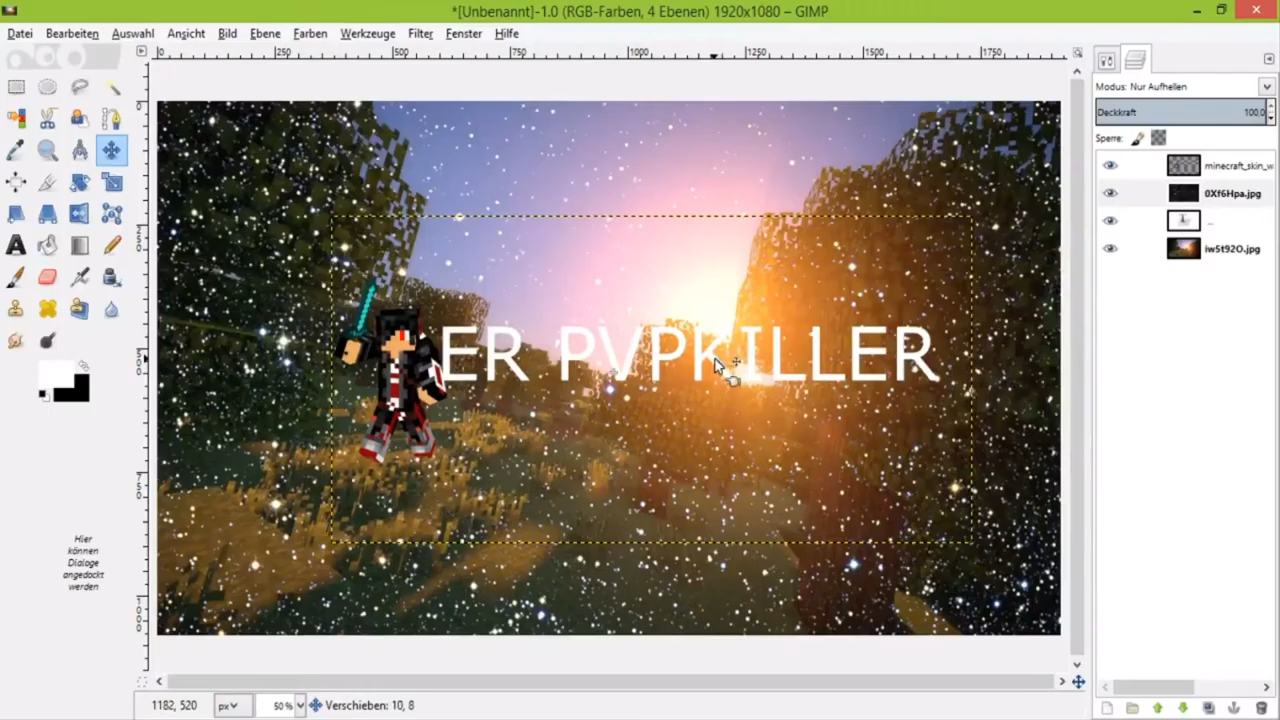 *[Unbenannt]-1.0 (RGB-Farben, 4 Ebenen) 1920x1080 – GIMP
Datei Bearbeiten Auswahl Ansicht Bild Ebene Farben Werkzeuge Filter Fenster Hilfe
0 250 500 750 1000 1250 1500 1750
Modus: Nur Aufhellen
Deckkraft 100,0
Sperre:
minecraft_skin_w
0Xf6Hpa.jpg
iw5t92O.jpg
ER PVPKILLER
Hier
können
Dialoge
angedockt
werden
1182, 520 px 50 % Verschieben: 10, 8